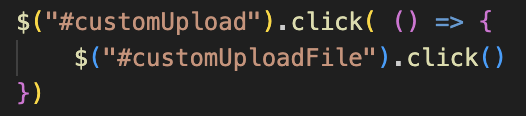 $("#customUpload").click( () => {
    $("#customUploadFile").click()
})